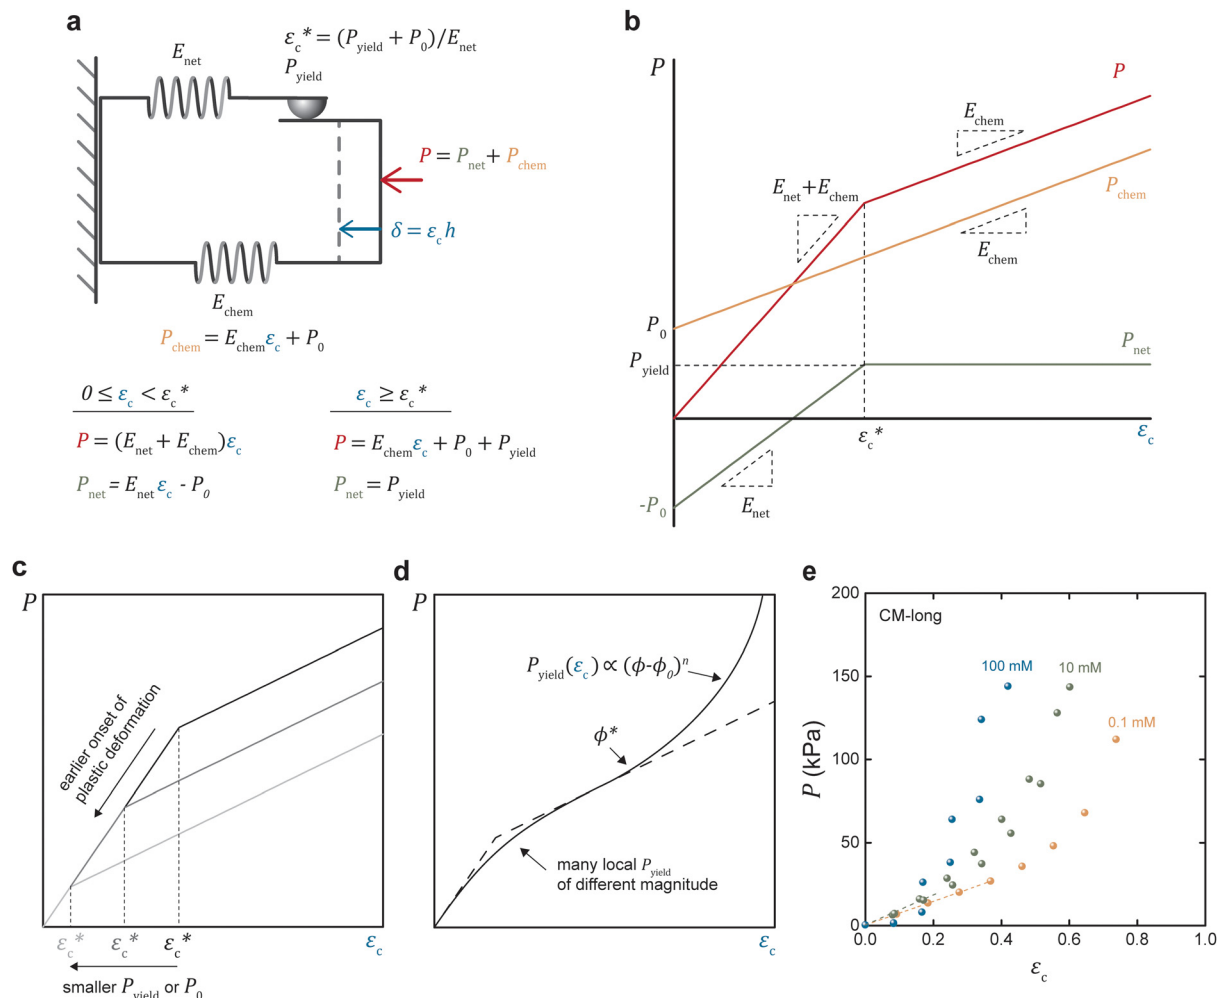 a
ε_c* = (P_yield + P_0)/E_net
E_net
P_yield
P = P_net + P_chem
δ = ε_c h
E_chem
P_chem = E_chem ε_c + P_0
0 ≤ ε_c < ε_c*
ε_c ≥ ε_c*
P = (E_net + E_chem)ε_c
P = E_chem ε_c + P_0 + P_yield
P_net = E_net ε_c - P_0
P_net = P_yield
b
P
P
E_chem
E_net + E_chem
P_chem
E_chem
P_0
P_net
P_yield
ε_c*
ε_c
-P_0
E_net
c
P
earlier onset of
plastic deformation
ε_c*
ε_c*
ε_c*
ε_c
smaller P_yield or P_0
d
P
P_yield(ε_c) ∝ (ϕ-ϕ_0)^n
ϕ*
many local P_yield
of different magnitude
ε_c
e
CM-long
100 mM
10 mM
0.1 mM
P (kPa)
200
150
100
50
0
0.0
0.2
0.4
0.6
0.8
1.0
ε_c